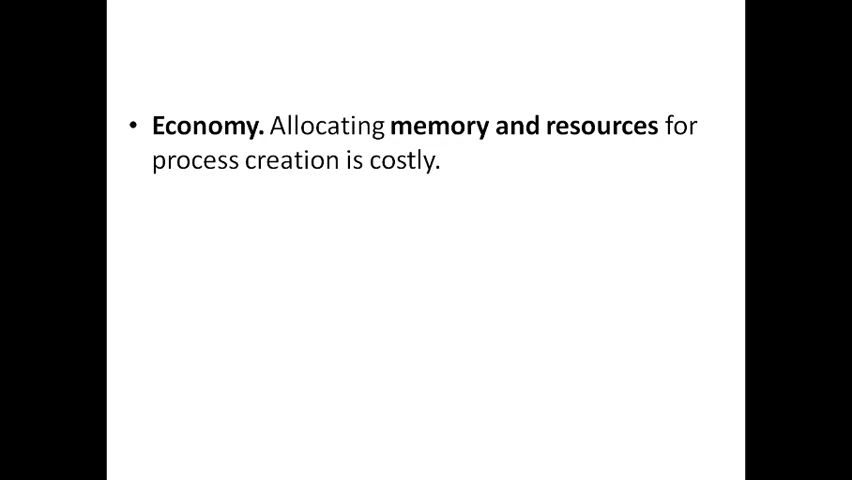 • Economy. Allocating memory and resources for
process creation is costly.